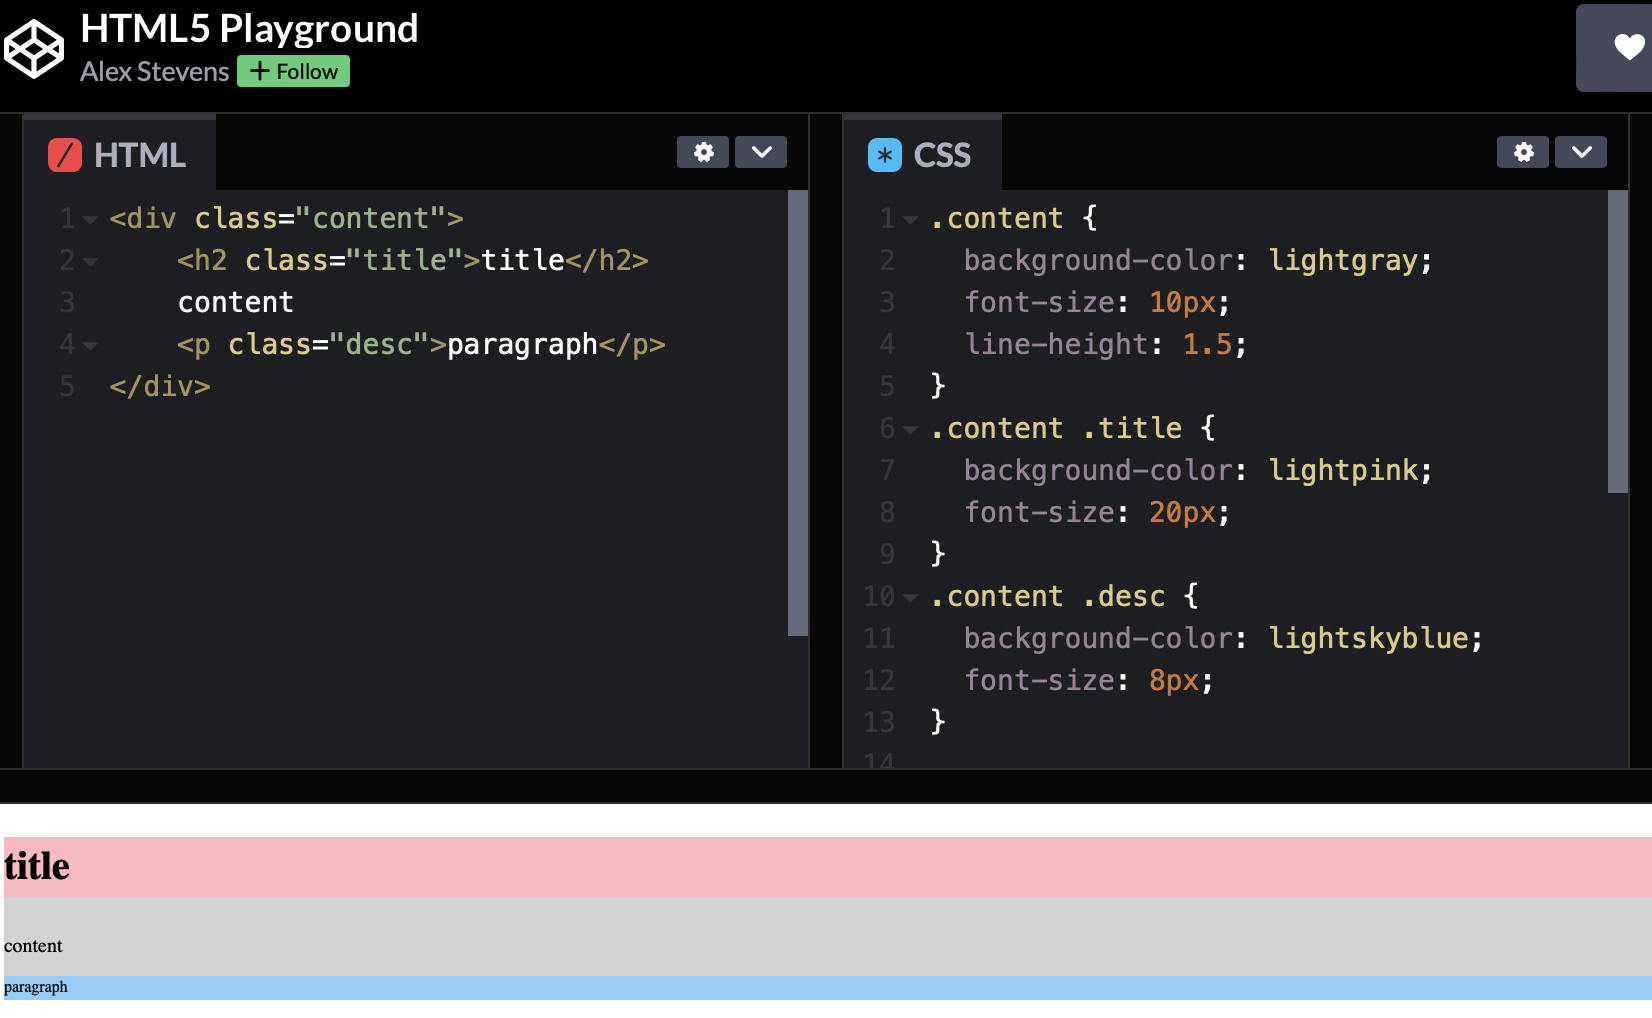 HTML5 Playground
Alex Stevens + Follow
/ HTML
1 <div class="content">
2 <h2 class="title">title</h2>
3 content
4 <p class="desc">paragraph</p>
5 </div>
* CSS
1 .content {
2 background-color: lightgray;
3 font-size: 10px;
4 line-height: 1.5;
5 }
6 .content .title {
7 background-color: lightpink;
8 font-size: 20px;
9 }
10 .content .desc {
11 background-color: lightskyblue;
12 font-size: 8px;
13 }
14
title
content
paragraph